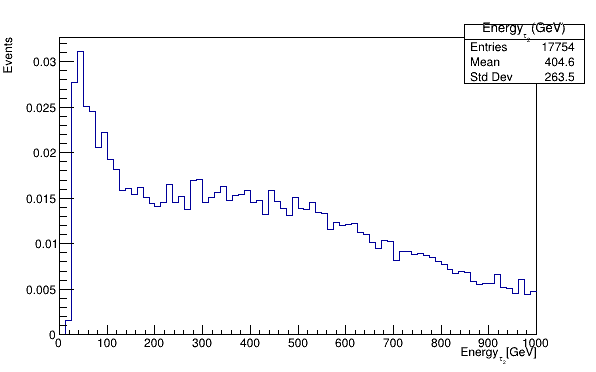 Energy_τ₂ (GeV)
Entries 17754
Mean 404.6
Std Dev 263.5
Events
0.03
0.025
0.02
0.015
0.01
0.005
0
0 100 200 300 400 500 600 700 800 900 1000
Energy_τ₂ [GeV]